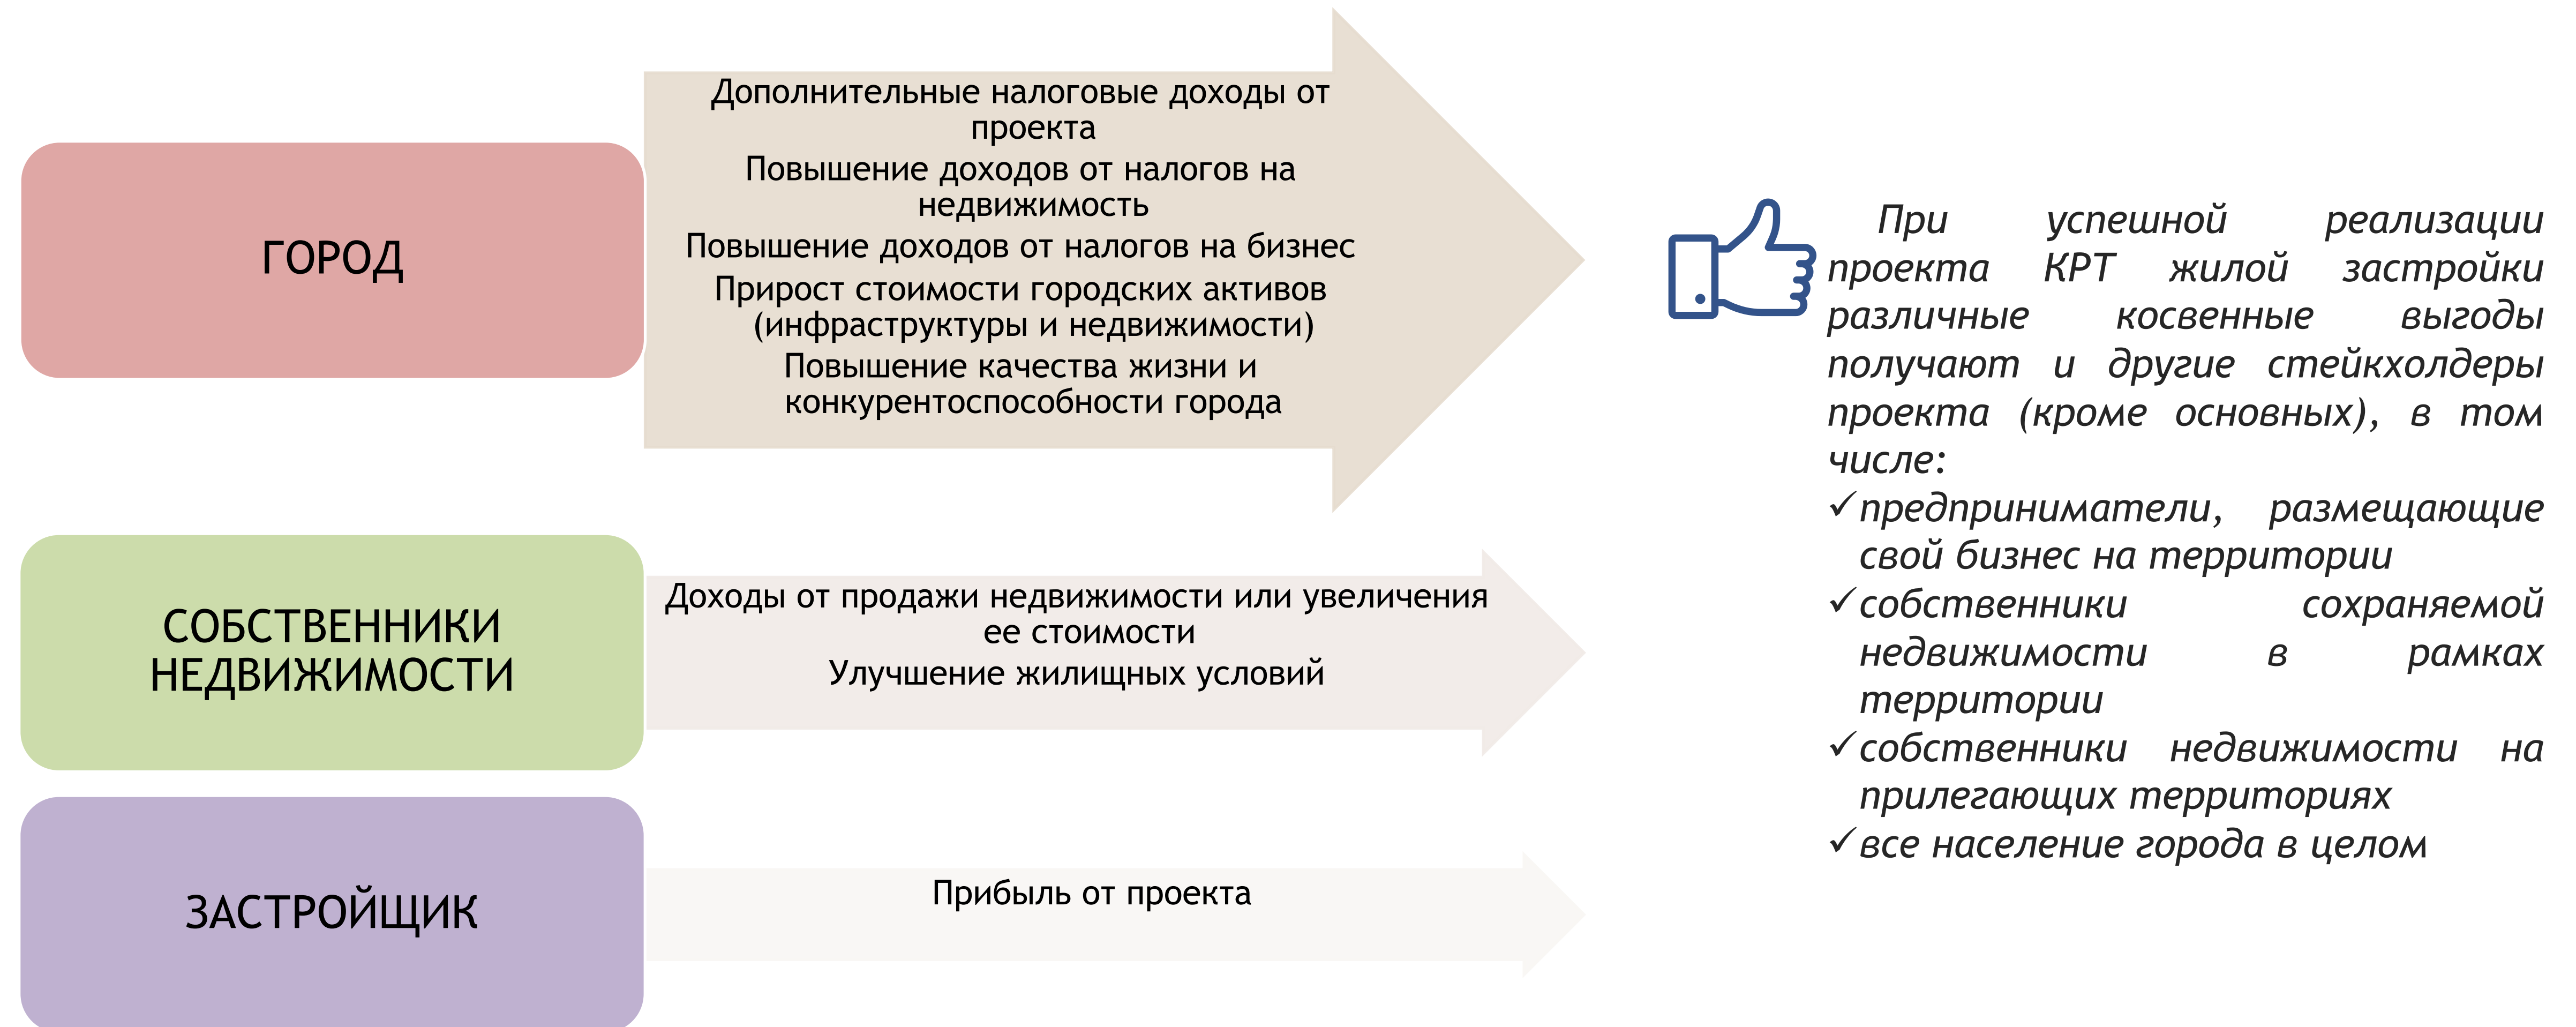 ГОРОД
Дополнительные налоговые доходы от
проекта
Повышение доходов от налогов на
недвижимость
Повышение доходов от налогов на бизнес
Прирост стоимости городских активов
(инфраструктуры и недвижимости)
Повышение качества жизни и
конкурентоспособности города
СОБСТВЕННИКИ
НЕДВИЖИМОСТИ
Доходы от продажи недвижимости или увеличения
ее стоимости
Улучшение жилищных условий
ЗАСТРОЙЩИК
Прибыль от проекта
При успешной реализации
проекта КРТ жилой застройки
различные косвенные выгоды
получают и другие стейкхолдеры
проекта (кроме основных), в том
числе:
✓предприниматели, размещающие
свой бизнес на территории
✓собственники сохраняемой
недвижимости в рамках
территории
✓собственники недвижимости на
прилегающих территориях
✓все население города в целом